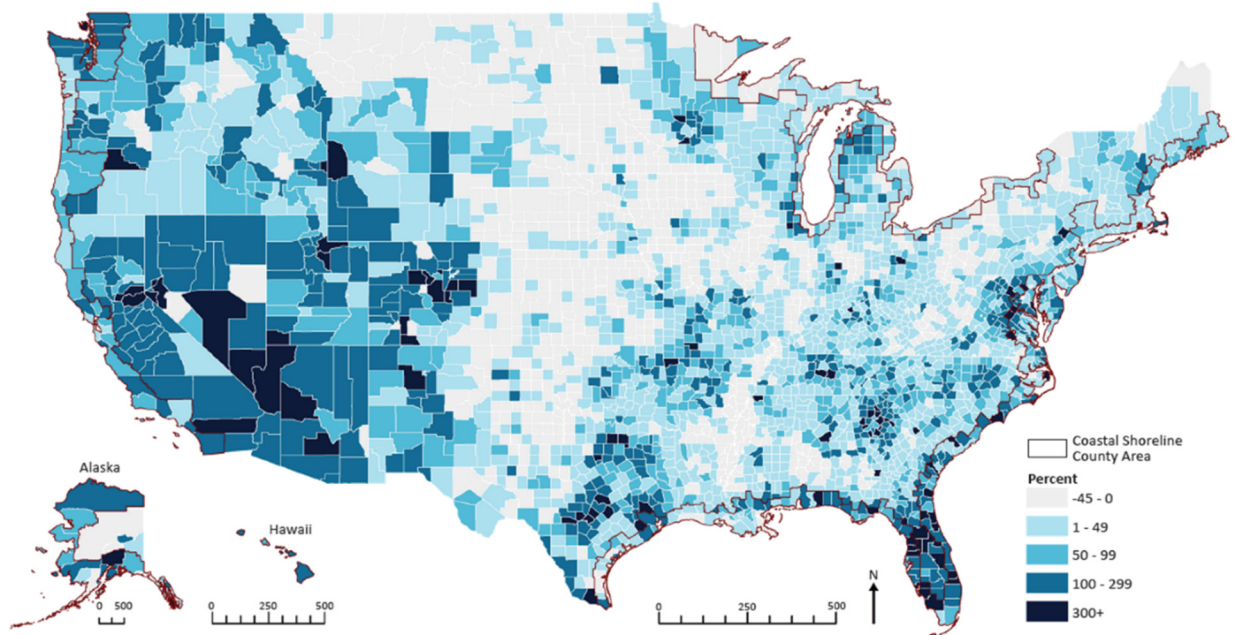 Alaska
0 500
Hawaii
0 250 500
0 250 500
N
Coastal Shoreline
County Area
Percent
-45 - 0
1 - 49
50 - 99
100 - 299
300+